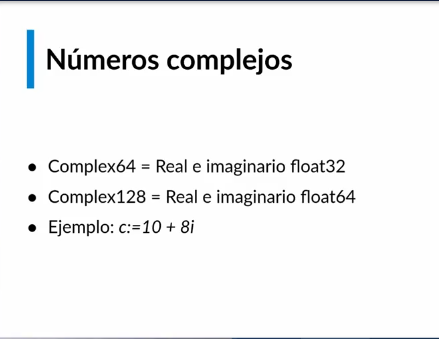 Números complejos
● Complex64 = Real e imaginario float32
● Complex128 = Real e imaginario float64
● Ejemplo: c:=10 + 8i